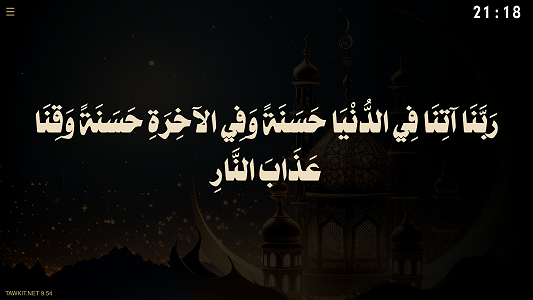 ☰
21:18
رَبَّنَا آتِنَا فِي الدُّنْيَا حَسَنَةً وَفِي الآخِرَةِ حَسَنَةً وَقِنَا
عَذَابَ النَّارِ
TAWKIT.NET 9.54